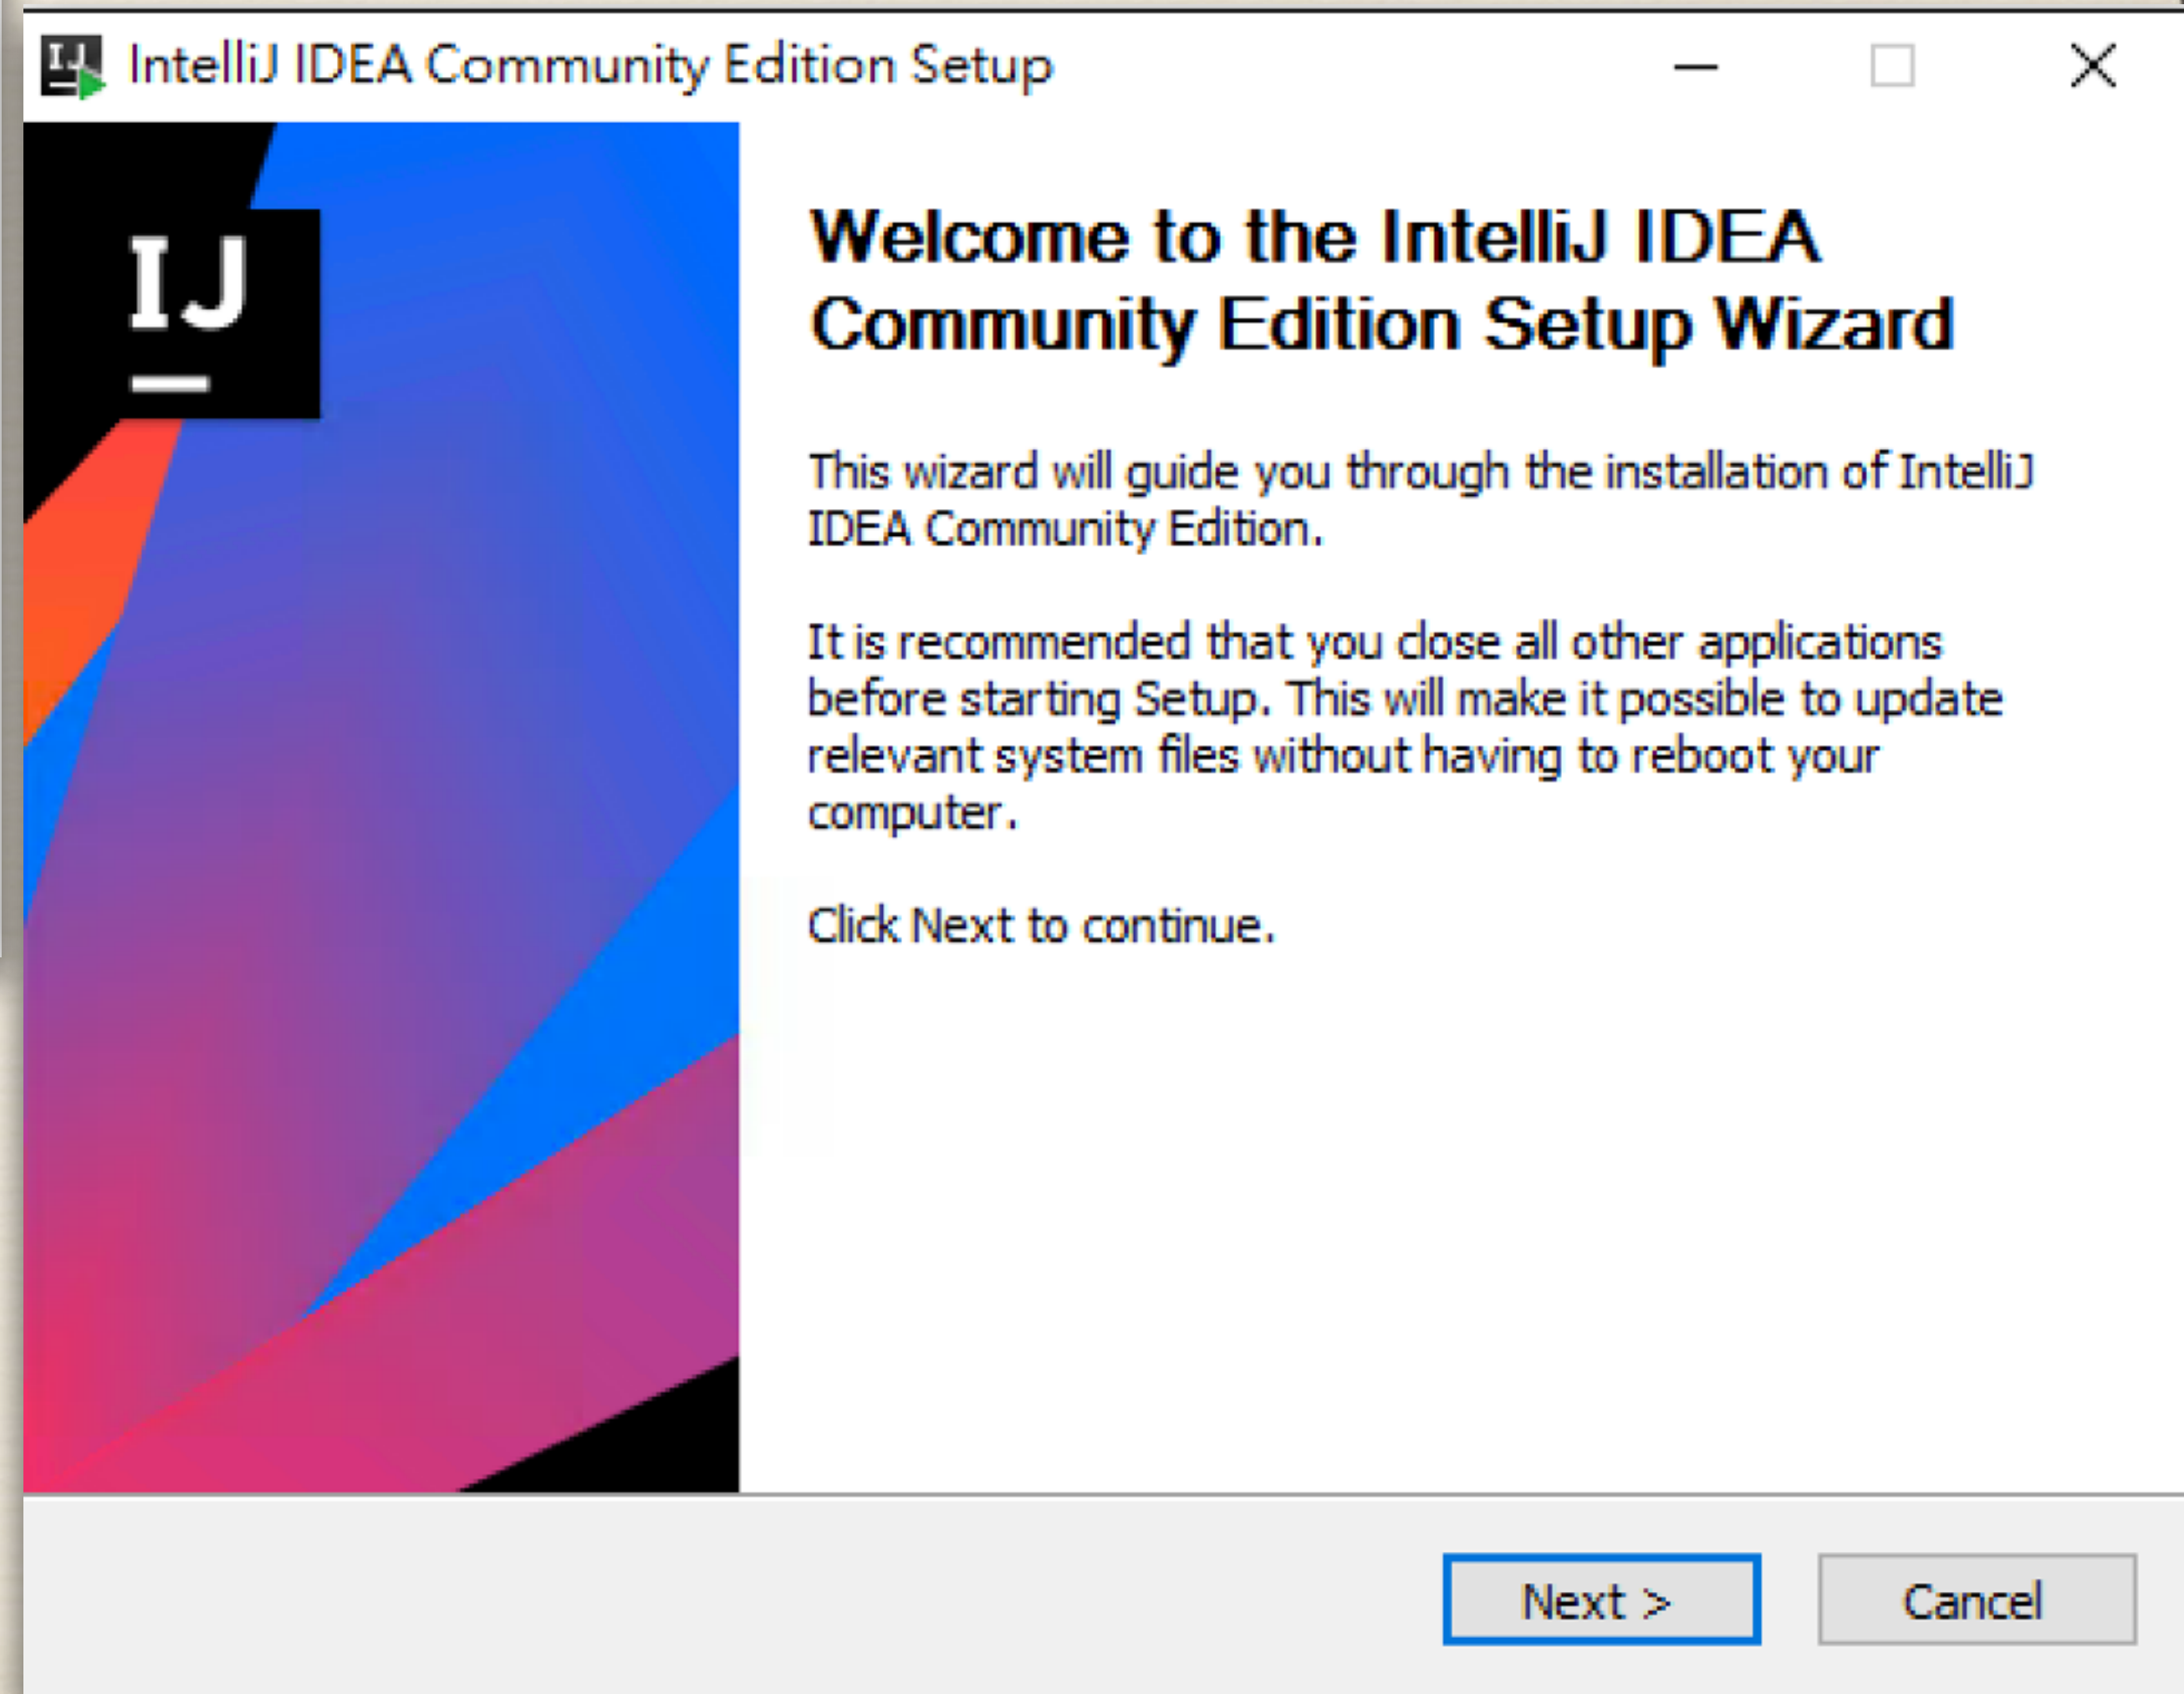 IntelliJ IDEA Community Edition Setup
IJ
Welcome to the IntelliJ IDEA
Community Edition Setup Wizard
This wizard will guide you through the installation of IntelliJ
IDEA Community Edition.
It is recommended that you close all other applications
before starting Setup. This will make it possible to update
relevant system files without having to reboot your
computer.
Click Next to continue.
Next >
Cancel